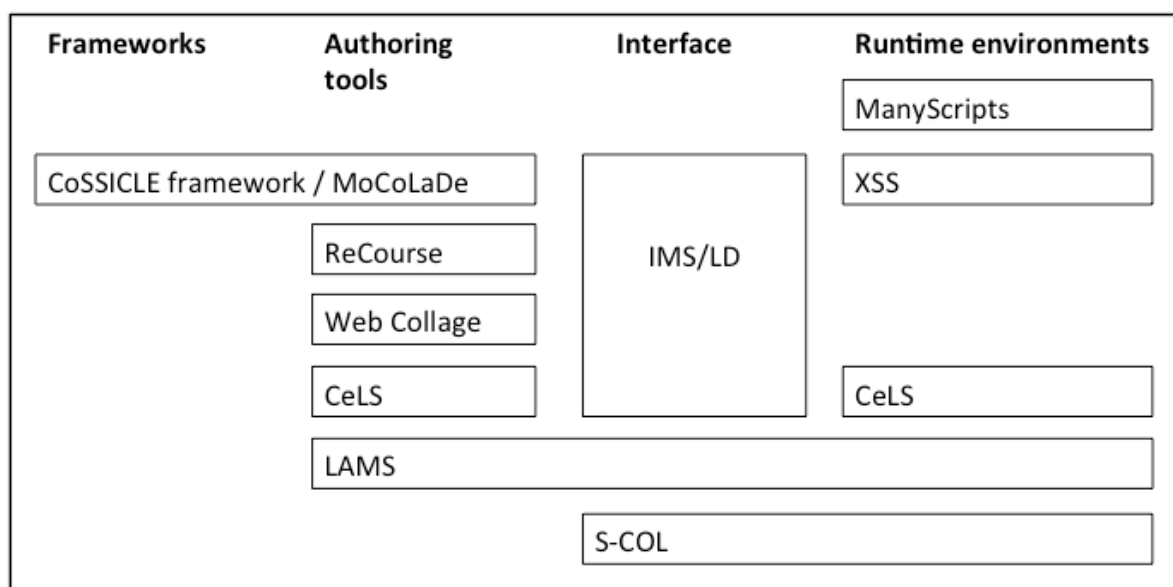 Frameworks
Authoring
tools
Interface
Runtime environments
ManyScripts
CoSSICLE framework / MoCoLaDe
XSS
ReCourse
IMS/LD
Web Collage
CeLS
CeLS
LAMS
S-COL